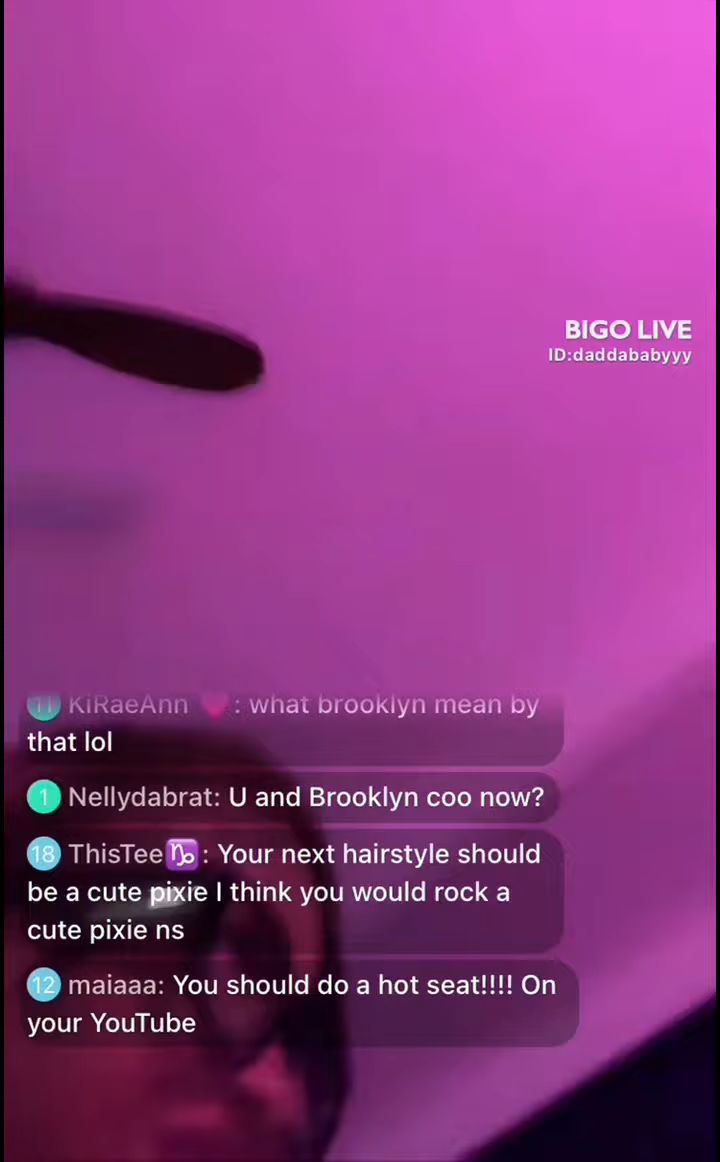 BIGO LIVE
ID:daddababyyy
11 KiRaeAnn 💗: what brooklyn mean by
that lol
1 Nellydabrat: U and Brooklyn coo now?
18 ThisTee♑: Your next hairstyle should
be a cute pixie I think you would rock a
cute pixie ns
12 maiaaa: You should do a hot seat!!!! On
your YouTube